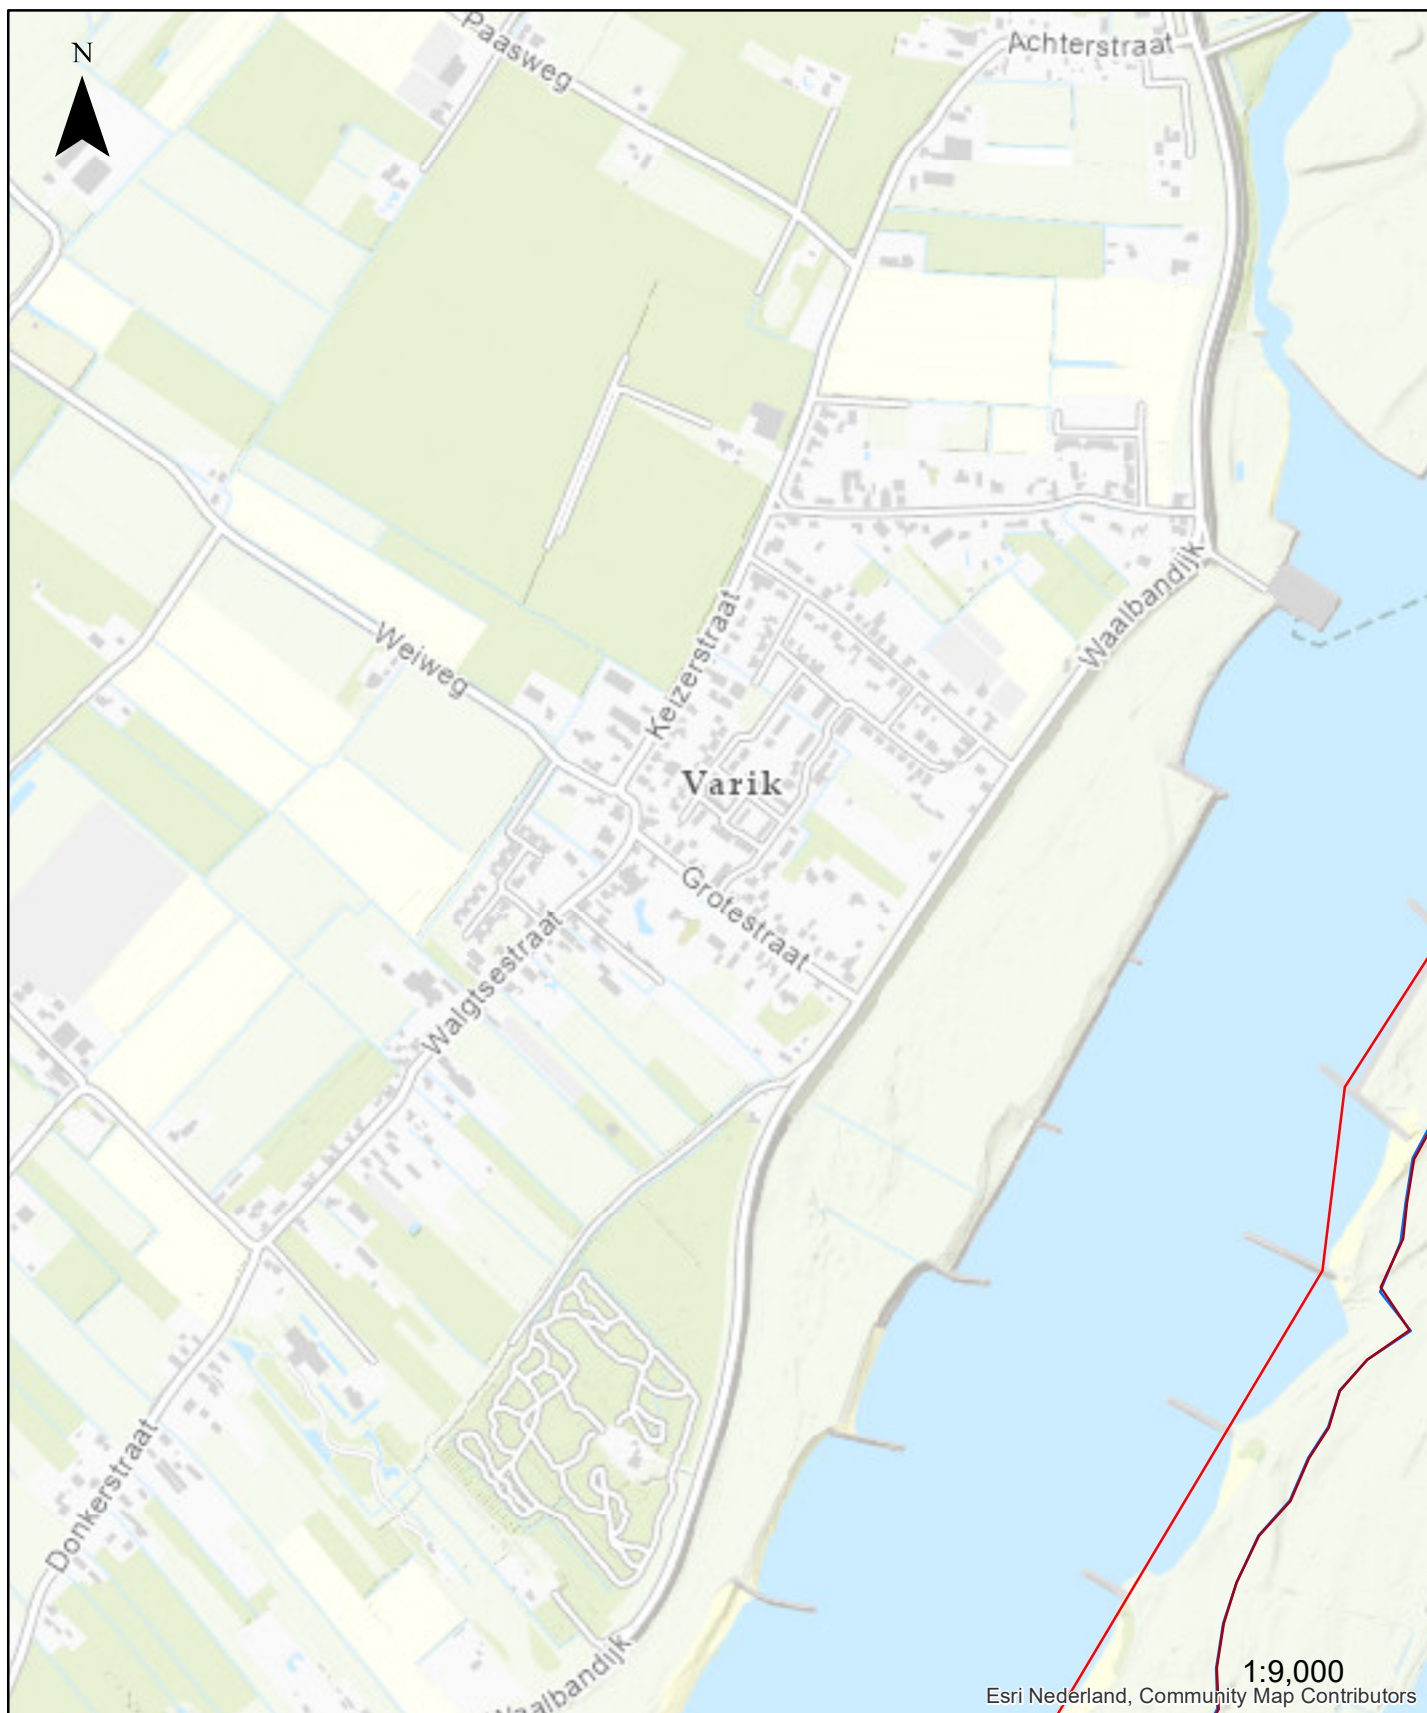 N
Paasweg
Achterstraat
Waalbandijk
Keizerstraat
Weiweg
Varik
Grotestraat
Walgtsestraat
Donkerstraat
Waalbandijk
1:9,000
Esri Nederland, Community Map Contributors